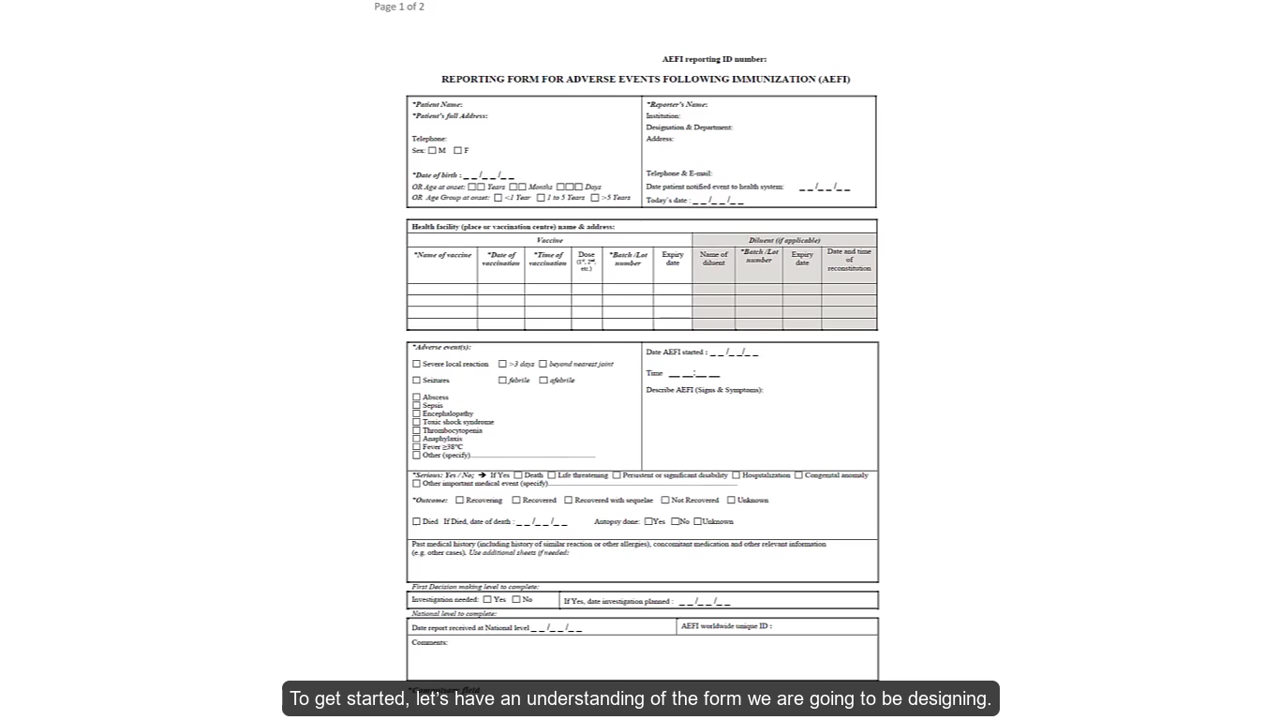 Page 1 of 2
AEFI reporting ID number:
REPORTING FORM FOR ADVERSE EVENTS FOLLOWING IMMUNIZATION (AEFI)
*Patient Name:
*Patient's full Address:
Telephone:
Sex: M F
*Date of birth : _ _ /_ _ /_ _
OR Age at onset: Years Months Days
OR Age Group at onset: <1 Year 1 to 5 Years >5 Years
*Reporter's Name:
Institution:
Designation & Department:
Address:
Telephone & E-mail:
Date patient notified event to health system: _ _ /_ _ /_ _
Today's date : _ _ /_ _ /_ _
Health facility (place or vaccination centre) name & address:
Vaccine
Diluent (if applicable)
*Name of vaccine
*Date of vaccination
*Time of vaccination
Dose (1st, 2nd, etc.)
*Batch /Lot number
Expiry date
Name of diluent
*Batch /Lot number
Expiry date
Date and time of reconstitution
*Adverse event(s):
Severe local reaction >3 days beyond nearest joint
Seizures febrile afebrile
Abscess
Sepsis
Encephalopathy
Toxic shock syndrome
Thrombocytopenia
Anaphylaxis
Fever ≥38°C
Other (specify)
Date AEFI started : _ _ /_ _ /_ _
Time _ _ :_ _ _
Describe AEFI (Signs & Symptoms):
*Serious: Yes / No; ➔ If Yes Death Life threatening Persistent or significant disability Hospitalization Congenital anomaly
Other important medical event (specify)
*Outcome: Recovering Recovered Recovered with sequelae Not Recovered Unknown
Died If Died, date of death : _ _ /_ _ /_ _ Autopsy done: Yes No Unknown
Past medical history (including history of similar reaction or other allergies), concomitant medication and other relevant information
(e.g. other cases). Use additional sheets if needed:
First Decision making level to complete:
Investigation needed: Yes No
If Yes, date investigation planned : _ _ /_ _ /_ _
National level to complete:
Date report received at National level _ _ /_ _ /_ _
AEFI worldwide unique ID :
Comments:
To get started, let's have an understanding of the form we are going to be designing.